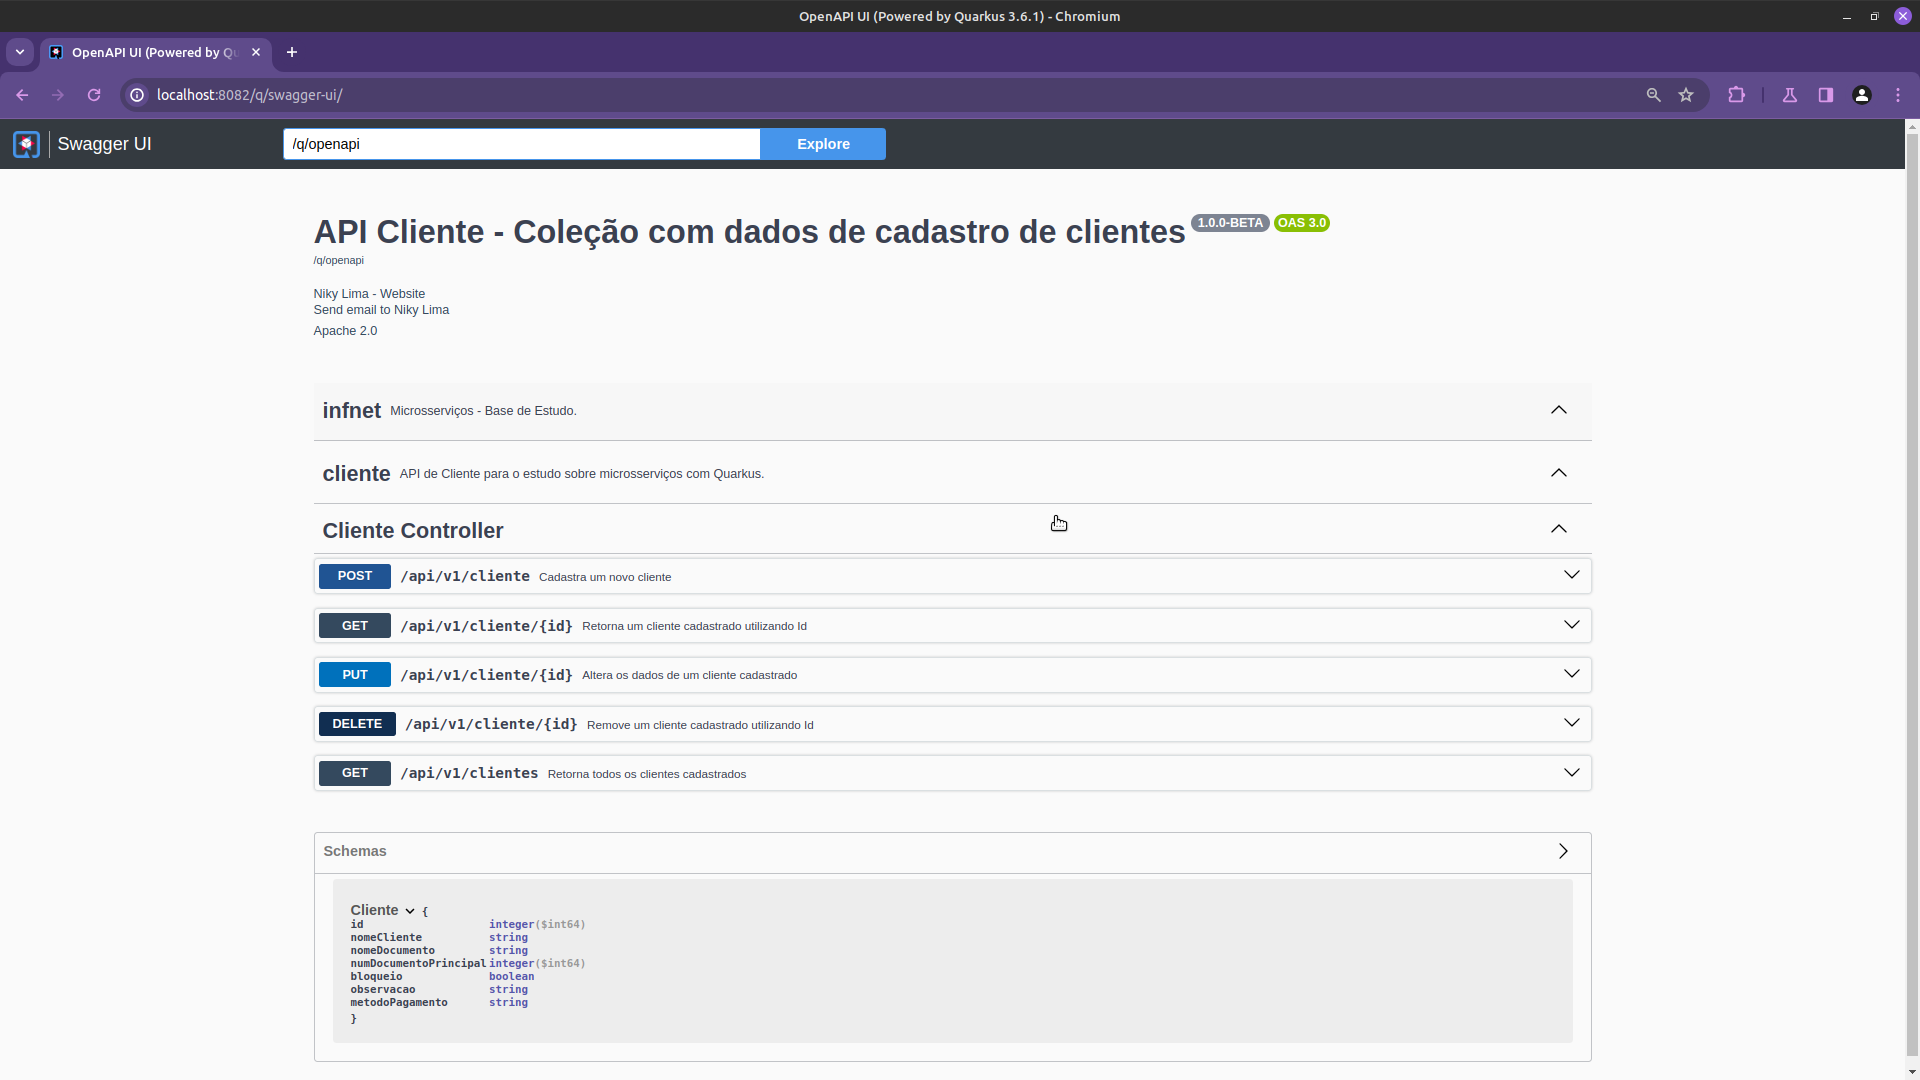 OpenAPI UI (Powered by Quarkus 3.6.1) - Chromium
OpenAPI UI (Powered by Qu
localhost:8082/q/swagger-ui/
Swagger UI
/q/openapi
Explore
API Cliente - Coleção com dados de cadastro de clientes 1.0.0-BETA OAS 3.0
/q/openapi
Niky Lima - Website
Send email to Niky Lima
Apache 2.0
infnet Microsserviços - Base de Estudo.
cliente API de Cliente para o estudo sobre microsserviços com Quarkus.
Cliente Controller
POST /api/v1/cliente Cadastra um novo cliente
GET /api/v1/cliente/{id} Retorna um cliente cadastrado utilizando Id
PUT /api/v1/cliente/{id} Altera os dados de um cliente cadastrado
DELETE /api/v1/cliente/{id} Remove um cliente cadastrado utilizando Id
GET /api/v1/clientes Retorna todos os clientes cadastrados
Schemas
Cliente {
id integer($int64)
nomeCliente string
nomeDocumento string
numDocumentoPrincipal integer($int64)
bloqueio boolean
observacao string
metodoPagamento string
}